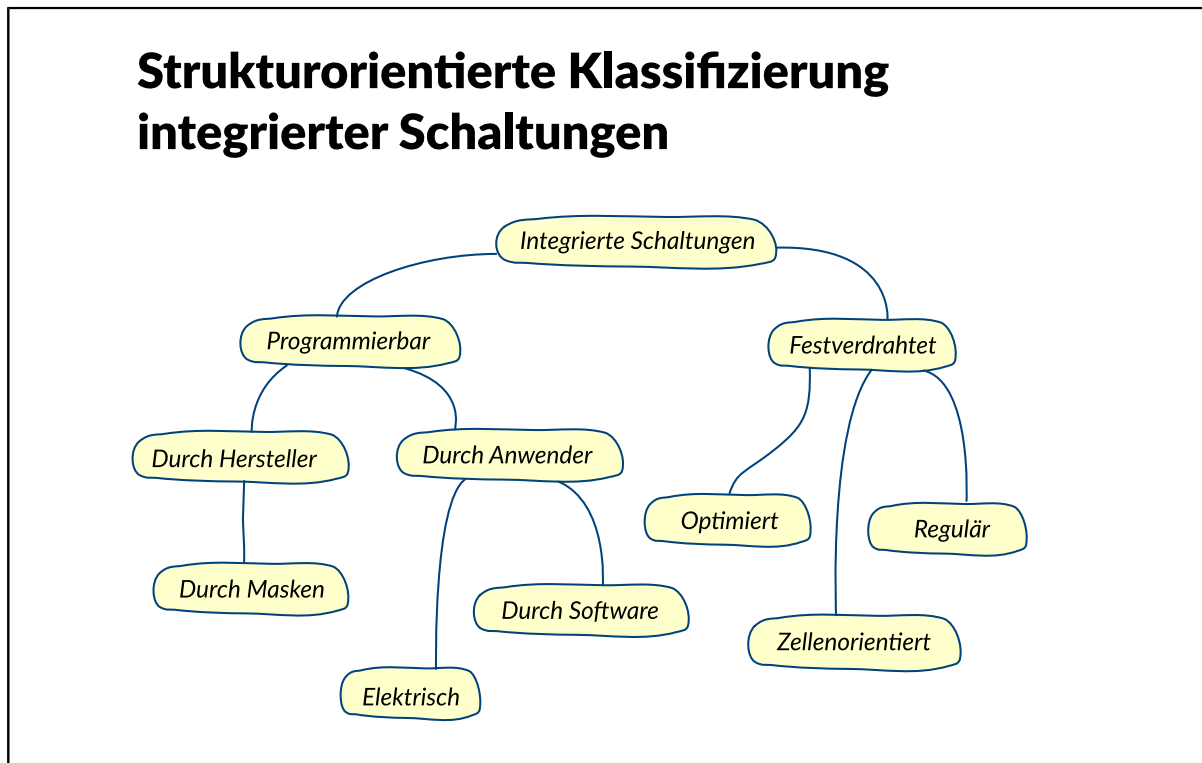 Strukturorientierte Klassifizierung
integrierter Schaltungen
Integrierte Schaltungen
Programmierbar
Festverdrahtet
Durch Hersteller
Durch Anwender
Optimiert
Regulär
Durch Masken
Durch Software
Zellenorientiert
Elektrisch